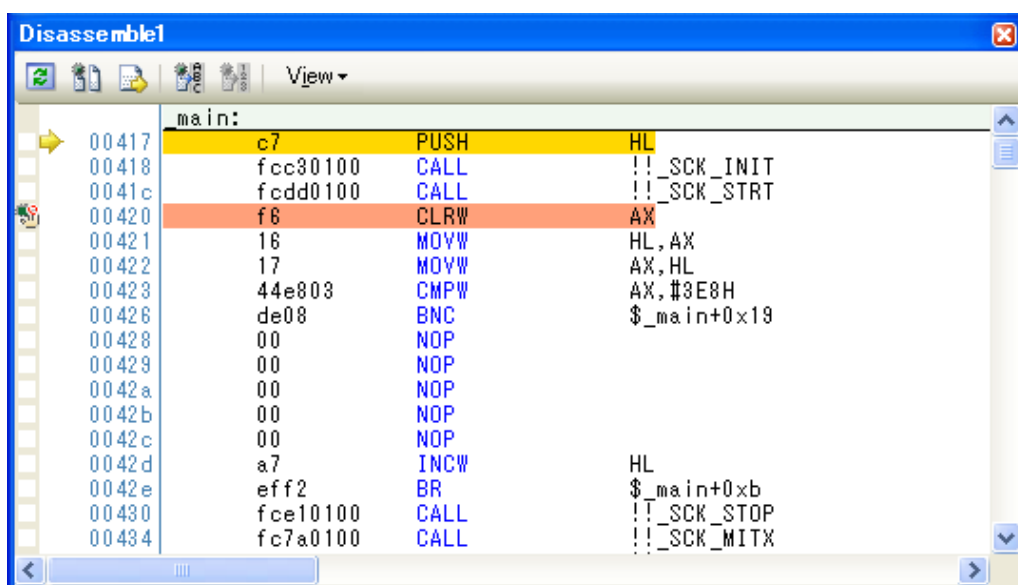 Disassemble1
View
_main:
00417 c7 PUSH HL
00418 fcc30100 CALL !!_SCK_INIT
0041c fcdd0100 CALL !!_SCK_STRT
00420 f6 CLRW AX
00421 16 MOVW HL,AX
00422 17 MOVW AX,HL
00423 44e803 CMPW AX,#3E8H
00426 de08 BNC $_main+0x19
00428 00 NOP
00429 00 NOP
0042a 00 NOP
0042b 00 NOP
0042c 00 NOP
0042d a7 INCW HL
0042e eff2 BR $_main+0xb
00430 fce10100 CALL !!_SCK_STOP
00434 fc7a0100 CALL !!_SCK_MITX